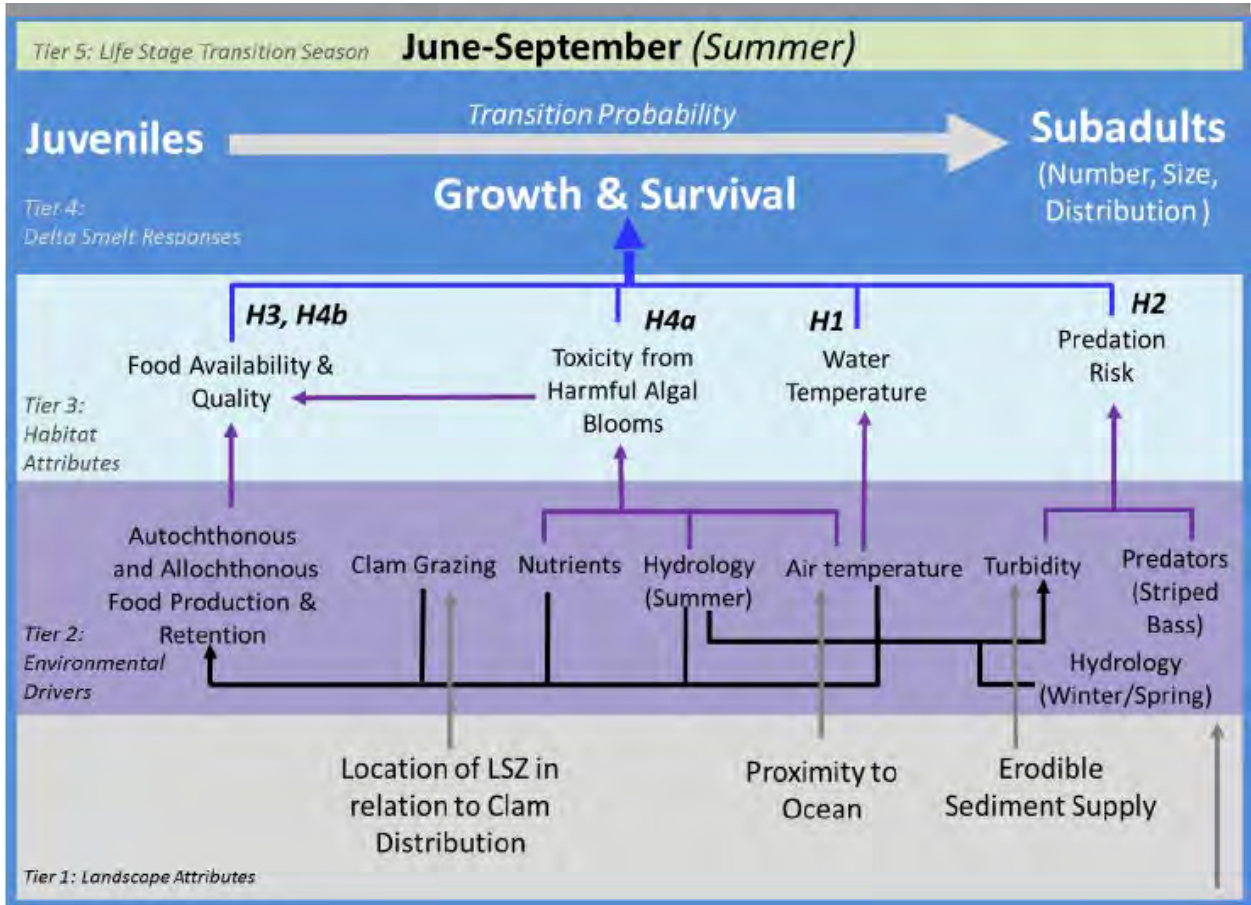 Tier 5: Life Stage Transition Season June-September (Summer)
Transition Probability
Juveniles
Subadults
(Number, Size,
Distribution )
Growth & Survival
Tier 4:
Delta Smelt Responses
H3, H4b
H4a
H1
H2
Food Availability &
Quality
Toxicity from
Harmful Algal
Blooms
Water
Temperature
Predation
Risk
Tier 3:
Habitat
Attributes
Autochthonous
and Allochthonous
Food Production &
Retention
Clam Grazing
Nutrients
Hydrology
(Summer)
Air temperature
Turbidity
Predators
(Striped
Bass)
Tier 2:
Environmental
Drivers
Hydrology
(Winter/Spring)
Location of LSZ in
relation to Clam
Distribution
Proximity to
Ocean
Erodible
Sediment Supply
Tier 1: Landscape Attributes